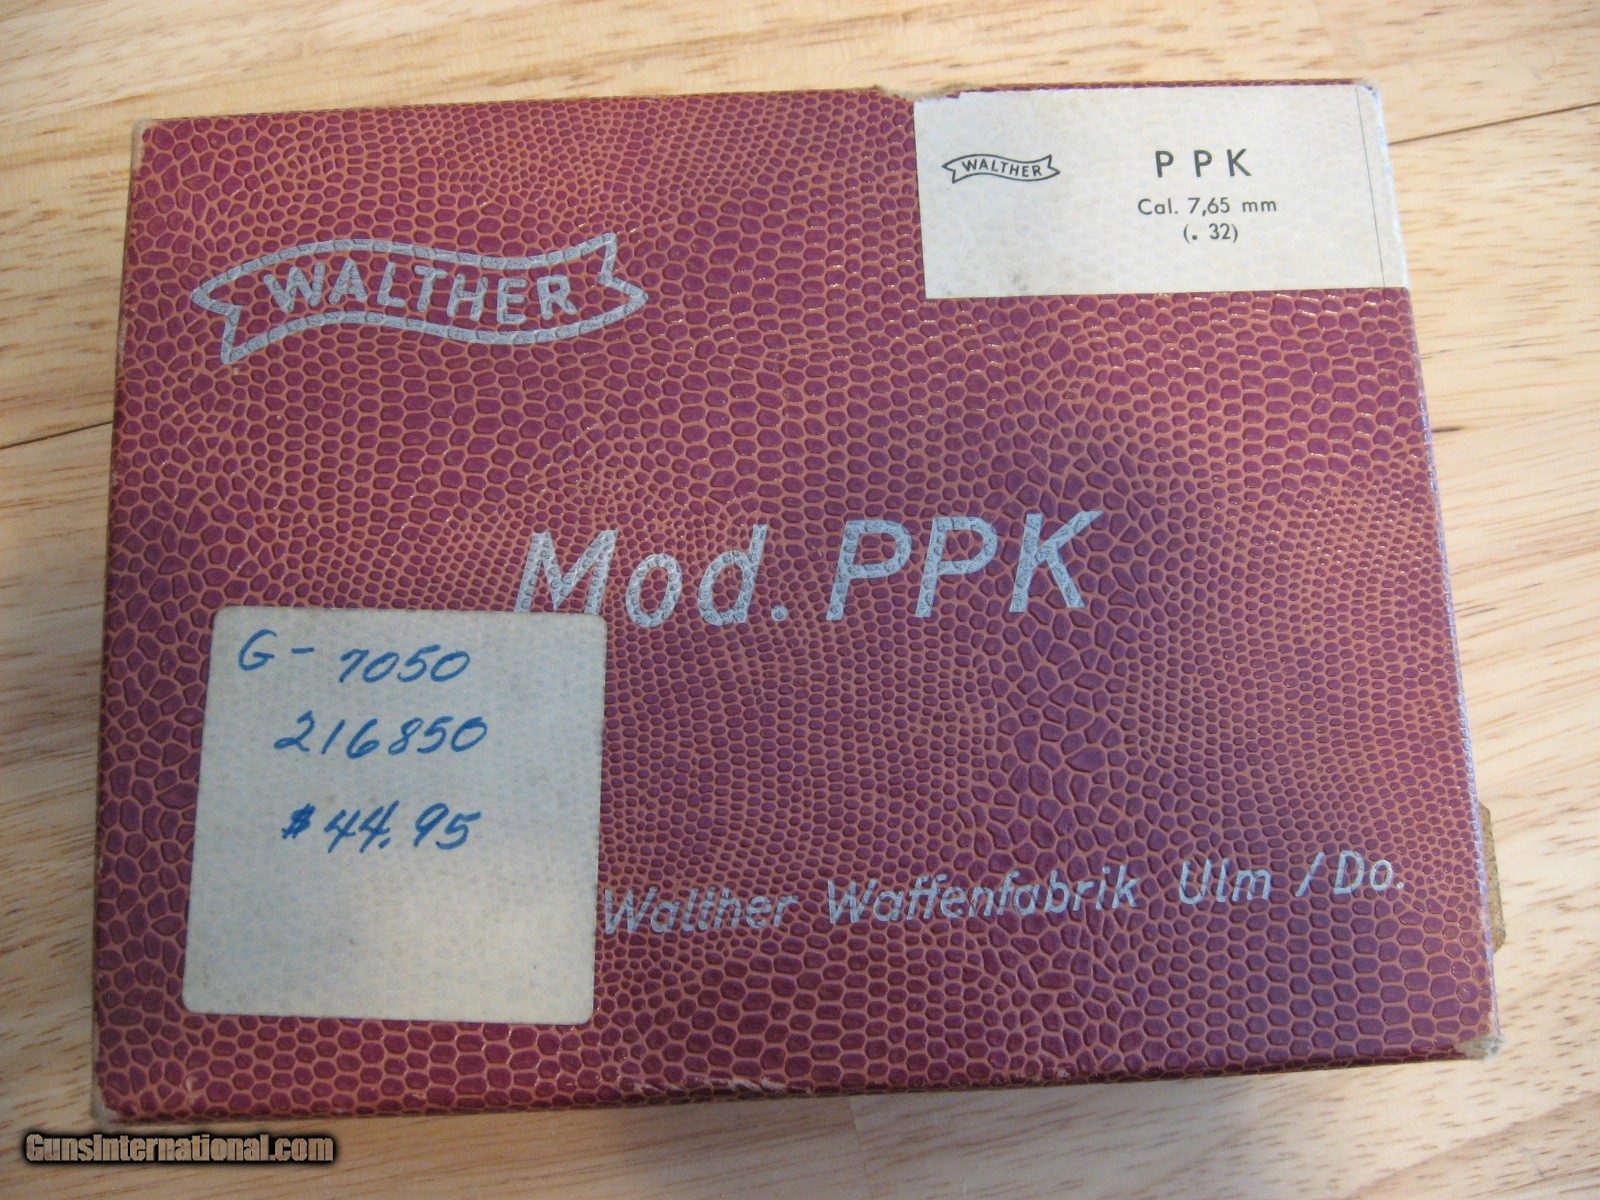 WALTHER
P P K
Cal. 7,65 mm
(. 32)
WALTHER
Mod. PPK
G- 7050
216850
$44.95
Walther Waffenfabrik Ulm /Do.
GunsInternational.com